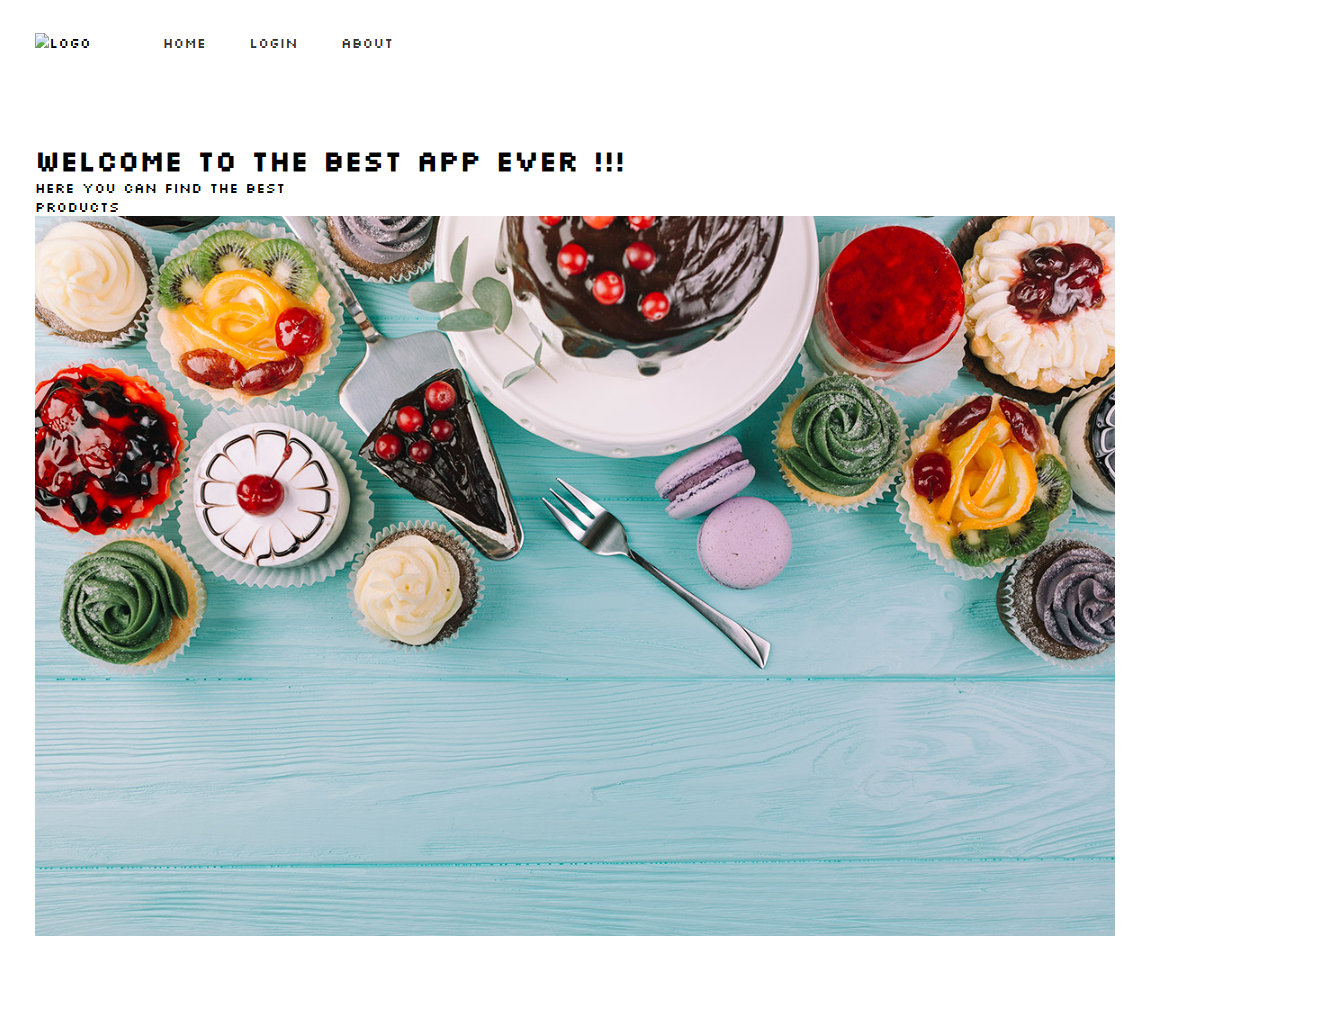 LOGO
HOME LOGIN ABOUT
WELCOME TO THE BEST APP EVER !!!
HERE YOU CAN FIND THE BEST
PRODUCTS